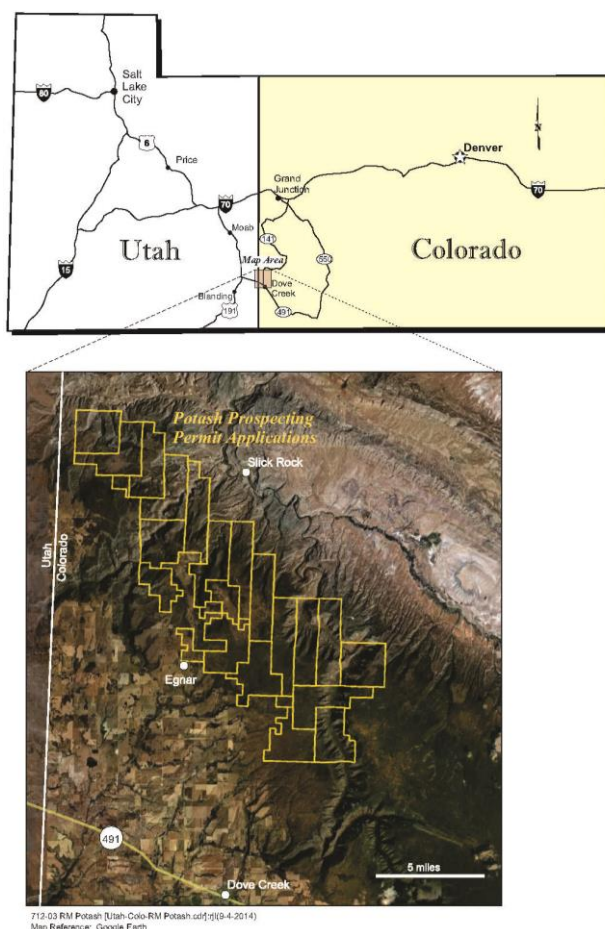 Salt
Lake
City
80
6
Price
Denver
N
Grand
Junction
70
70
Moab
141
Utah
Colorado
Map Area
550
15
Dove
Creek
Blanding
191
491
Potash Prospecting
Permit Applications
Slick Rock
Utah
Colorado
Egnar
491
5 miles
Dove Creek
712-03 RM Potash [Utah-Colo-RM Potash.cdr]:rjl(9-4-2014)
Map Reference: Google Earth